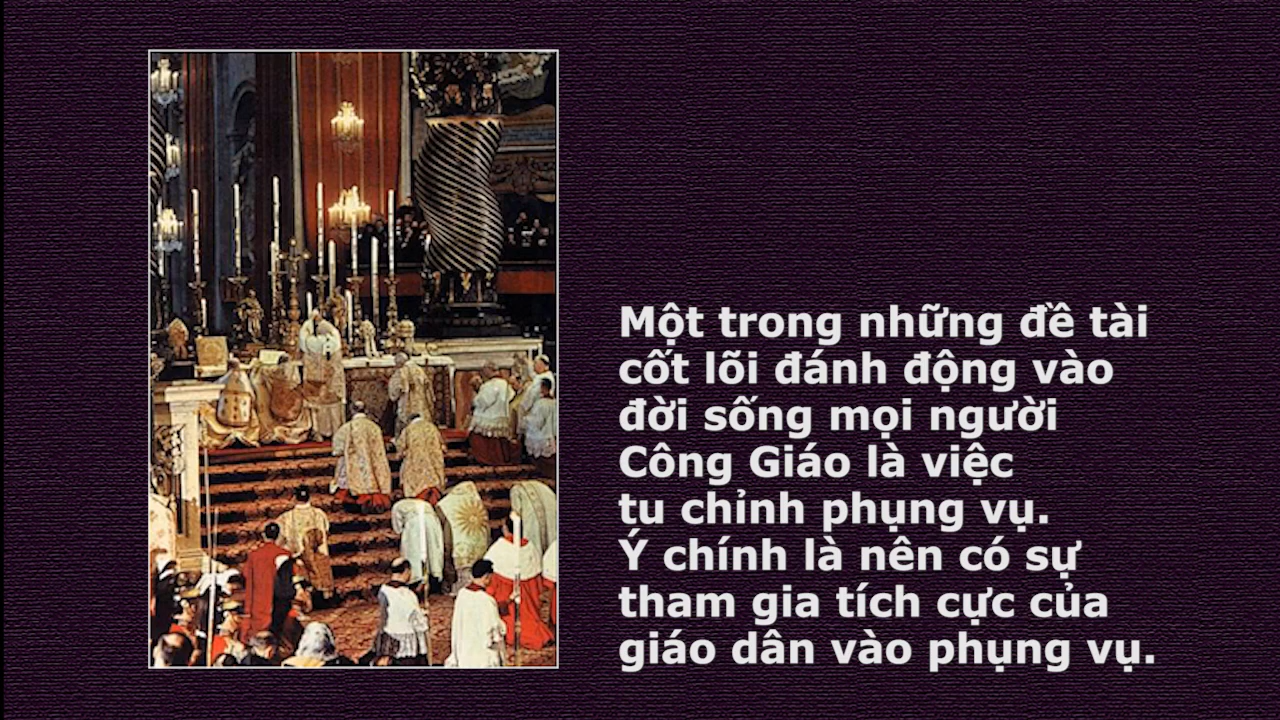 Một trong những đề tài
cốt lõi đánh động vào
đời sống mọi người
Công Giáo là việc
tu chỉnh phụng vụ.
Ý chính là nên có sự
tham gia tích cực của
giáo dân vào phụng vụ.